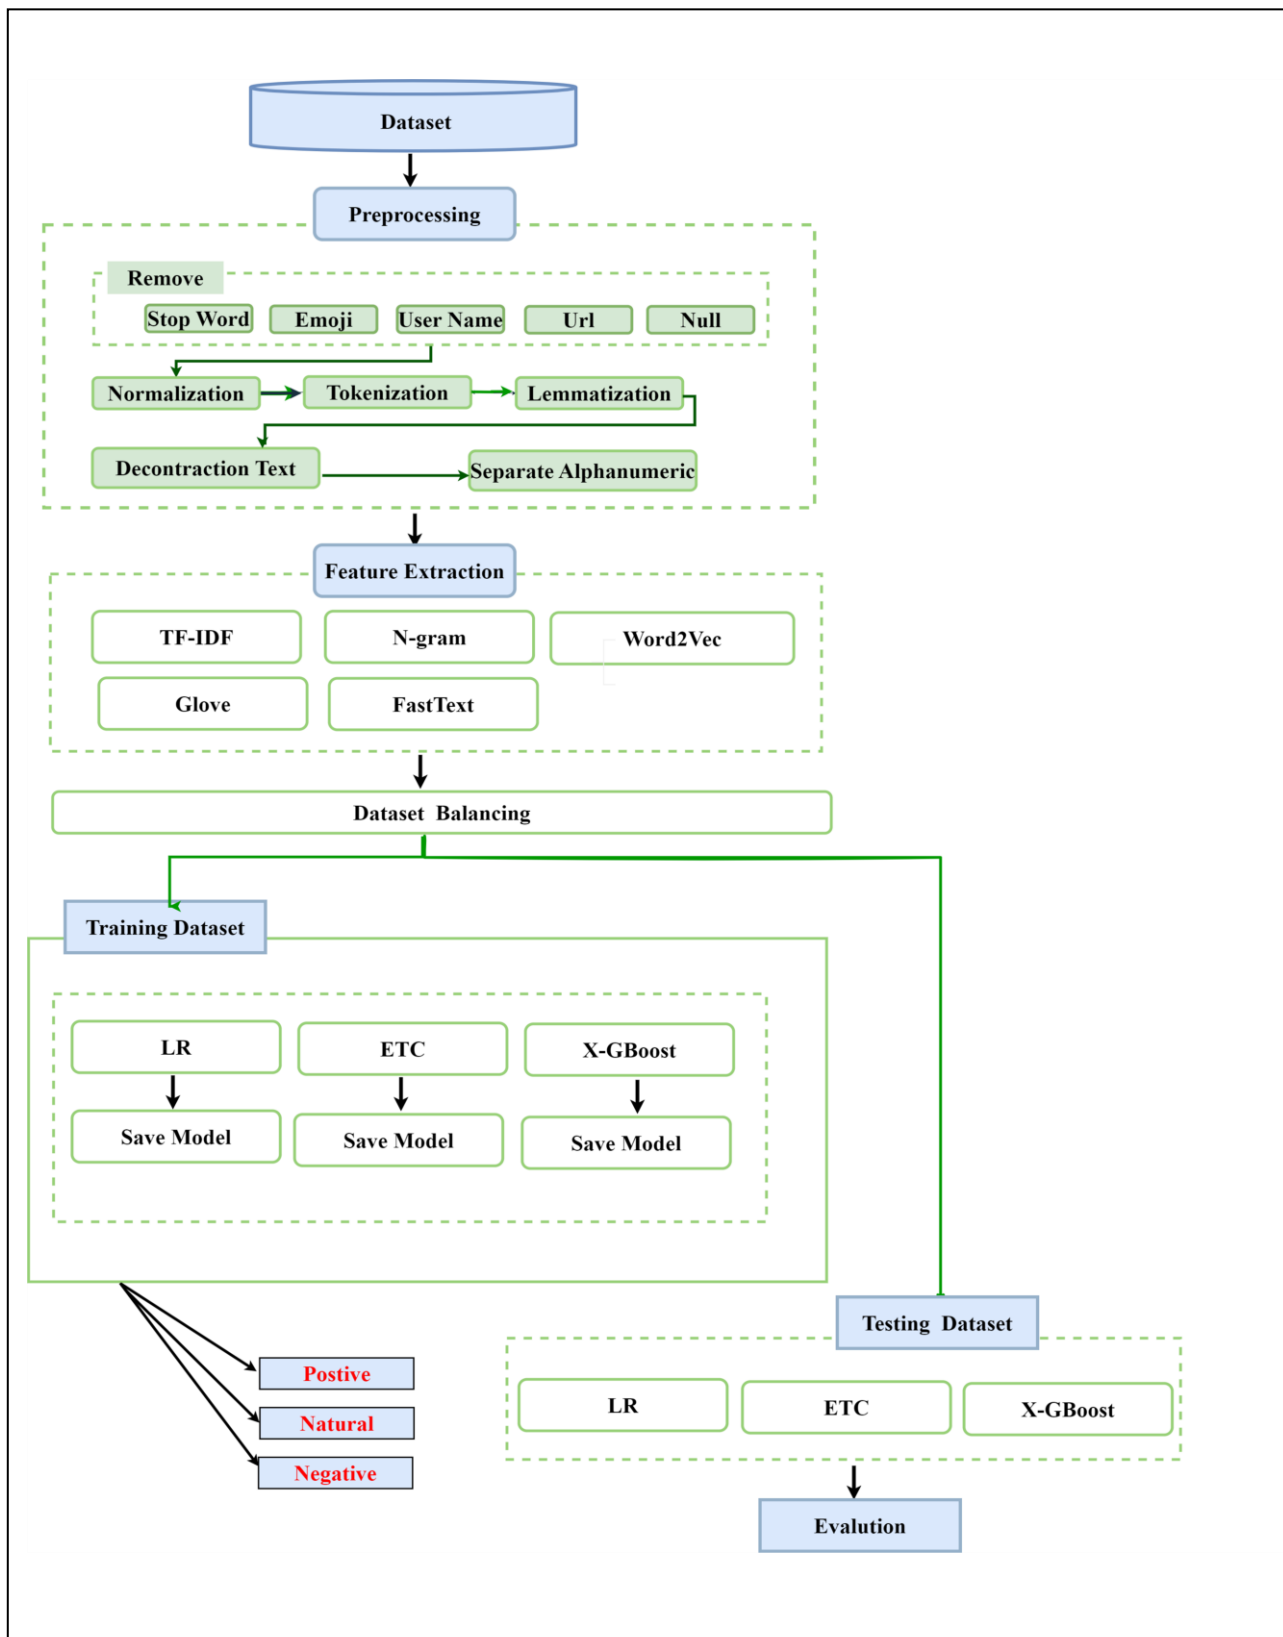 Dataset
Preprocessing
Remove
Stop Word
Emoji
User Name
Url
Null
Normalization
Tokenization
Lemmatization
Decontraction Text
Separate Alphanumeric
Feature Extraction
TF-IDF
N-gram
Word2Vec
Glove
FastText
Dataset Balancing
Training Dataset
LR
ETC
X-GBoost
Save Model
Save Model
Save Model
Postive
Natural
Negative
Testing Dataset
LR
ETC
X-GBoost
Evalution